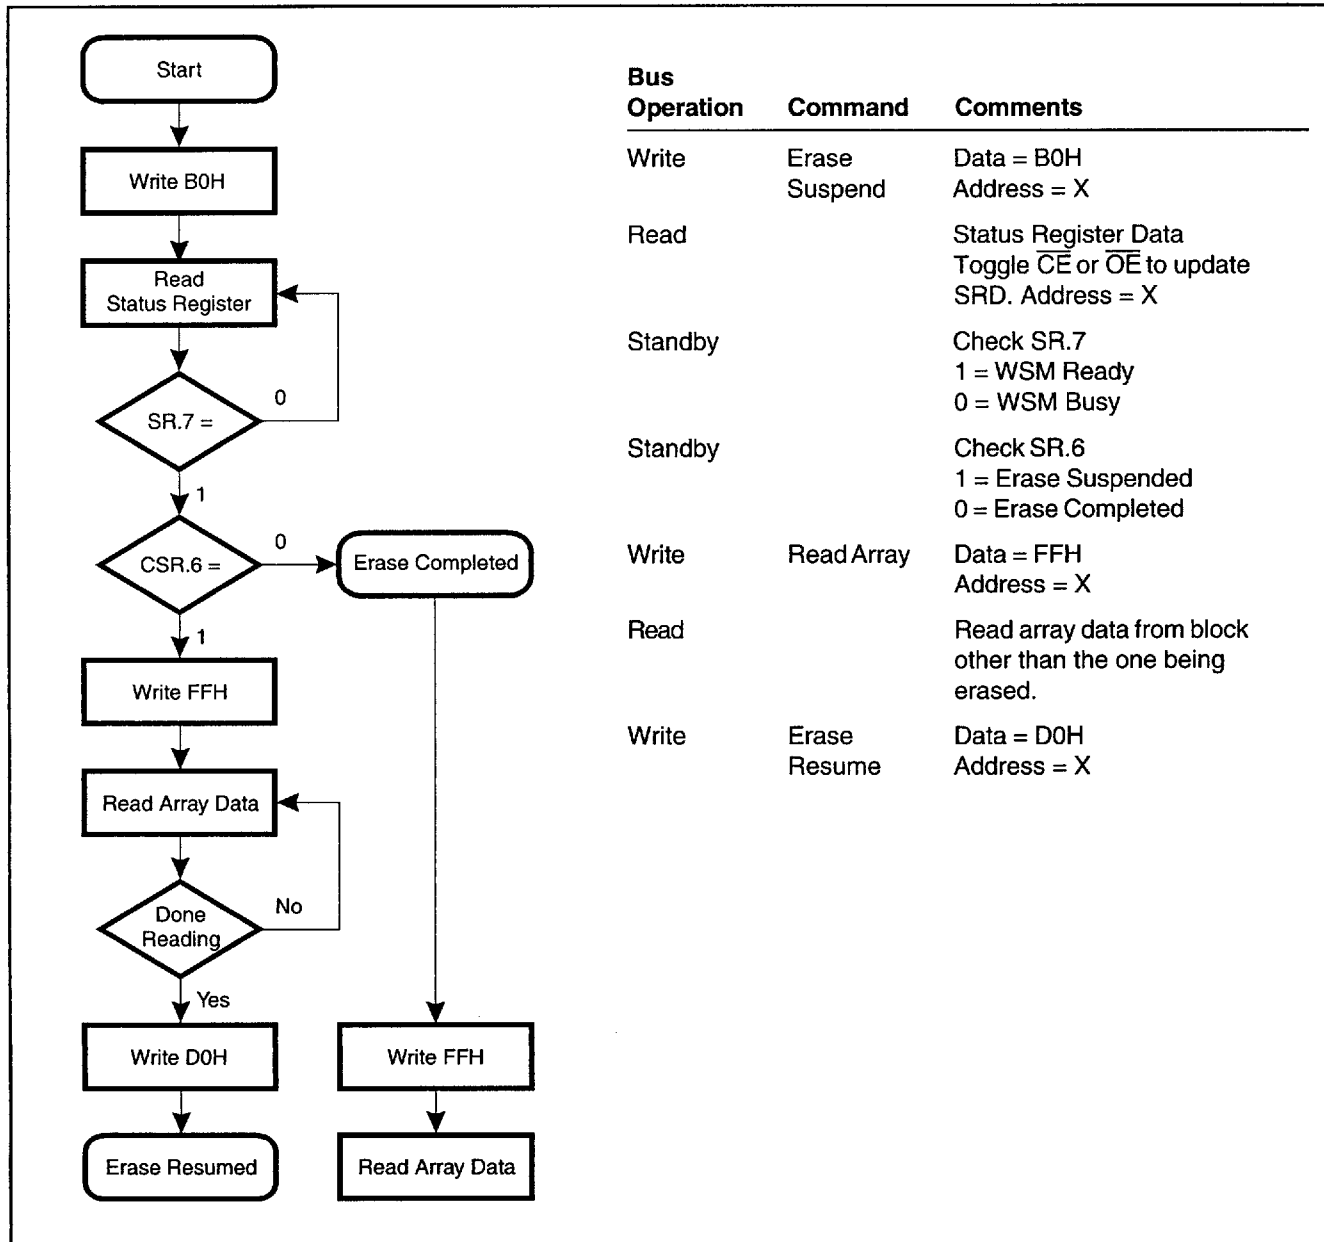 Start
Write B0H
Read
Status Register
SR.7 =
0
1
CSR.6 =
0
Erase Completed
1
Write FFH
Read Array Data
Done
Reading
No
Yes
Write D0H
Write FFH
Erase Resumed
Read Array Data
Bus
Operation Command Comments
Write Erase Data = B0H
Suspend Address = X
Read Status Register Data
Toggle C̅E̅ or O̅E̅ to update
SRD. Address = X
Standby Check SR.7
1 = WSM Ready
0 = WSM Busy
Standby Check SR.6
1 = Erase Suspended
0 = Erase Completed
Write Read Array Data = FFH
Address = X
Read Read array data from block
other than the one being
erased.
Write Erase Data = D0H
Resume Address = X